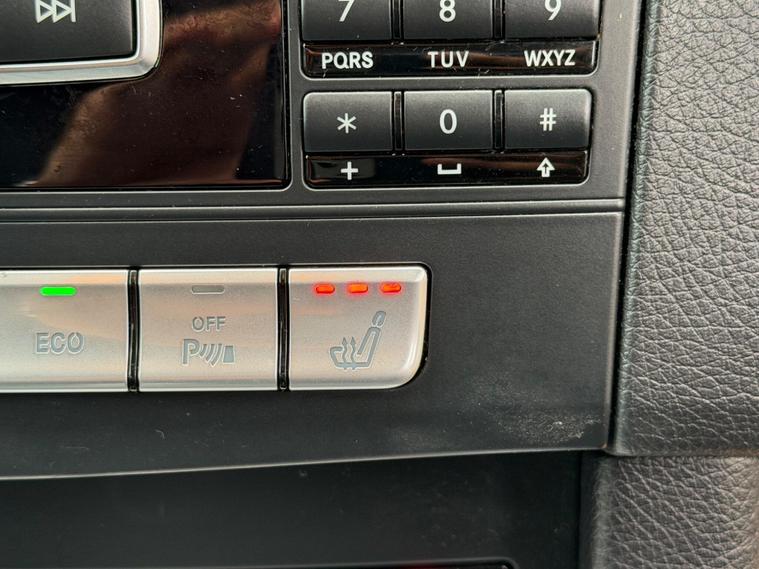 7 8 9
PQRS TUV WXYZ
* 0 #
+
ECO
OFF
P